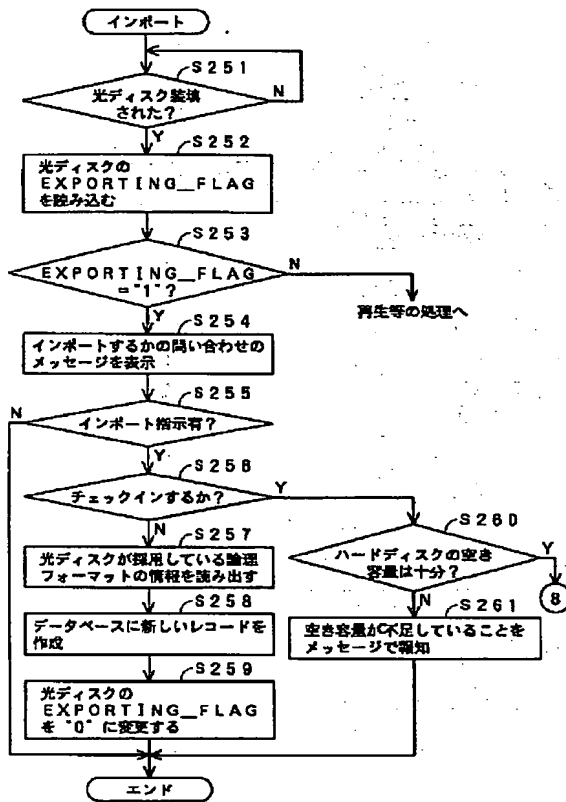 インポート
S251
光ディスク装填
された?
N
Y
S252
光ディスクの
EXPORTING_FLAG
を読み込む
S253
EXPORTING_FLAG
="1"?
N
Y
再生等の処理へ
S254
インポートするかの問い合わせの
メッセージを表示
S255
N
インポート指示有?
Y
S256
チェックインするか?
Y
N
S257
光ディスクが採用している論理
フォーマットの情報を読み出す
S258
データベースに新しいレコードを
作成
S259
光ディスクの
EXPORTING_FLAG
を"0"に変更する
S260
ハードディスクの空き
容量は十分?
Y
8
N
S261
空き容量が不足していることを
メッセージで報知
エンド